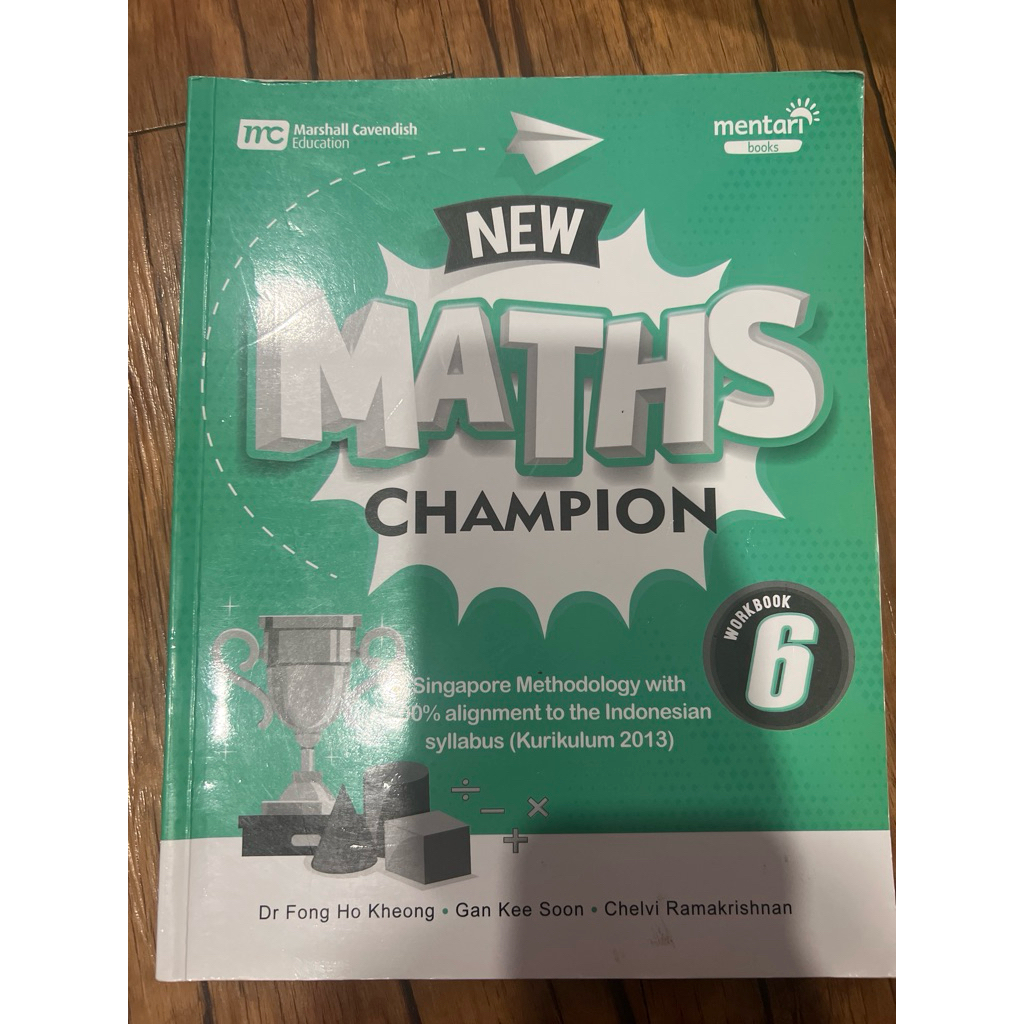 mc Marshall Cavendish
Education
mentari
books
NEW
MATHS
CHAMPION
WORKBOOK
6
Singapore Methodology with
0% alignment to the Indonesian
syllabus (Kurikulum 2013)
÷ − × +
Dr Fong Ho Kheong • Gan Kee Soon • Chelvi Ramakrishnan